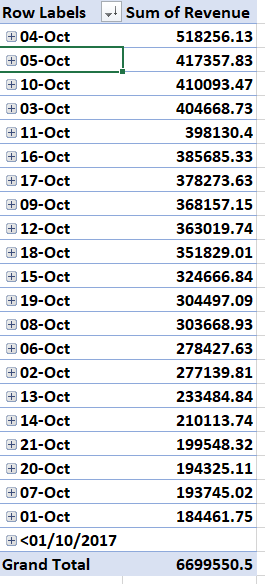 Row Labels Sum of Revenue
04-Oct 518256.13
05-Oct 417357.83
10-Oct 410093.47
03-Oct 404668.73
11-Oct 398130.4
16-Oct 385685.33
17-Oct 378273.63
09-Oct 368157.15
12-Oct 363019.74
18-Oct 351829.01
15-Oct 324666.84
19-Oct 304497.09
08-Oct 303668.93
06-Oct 278427.63
02-Oct 277139.81
13-Oct 233484.84
14-Oct 210113.74
21-Oct 199548.32
20-Oct 194325.11
07-Oct 193745.02
01-Oct 184461.75
<01/10/2017
Grand Total 6699550.5